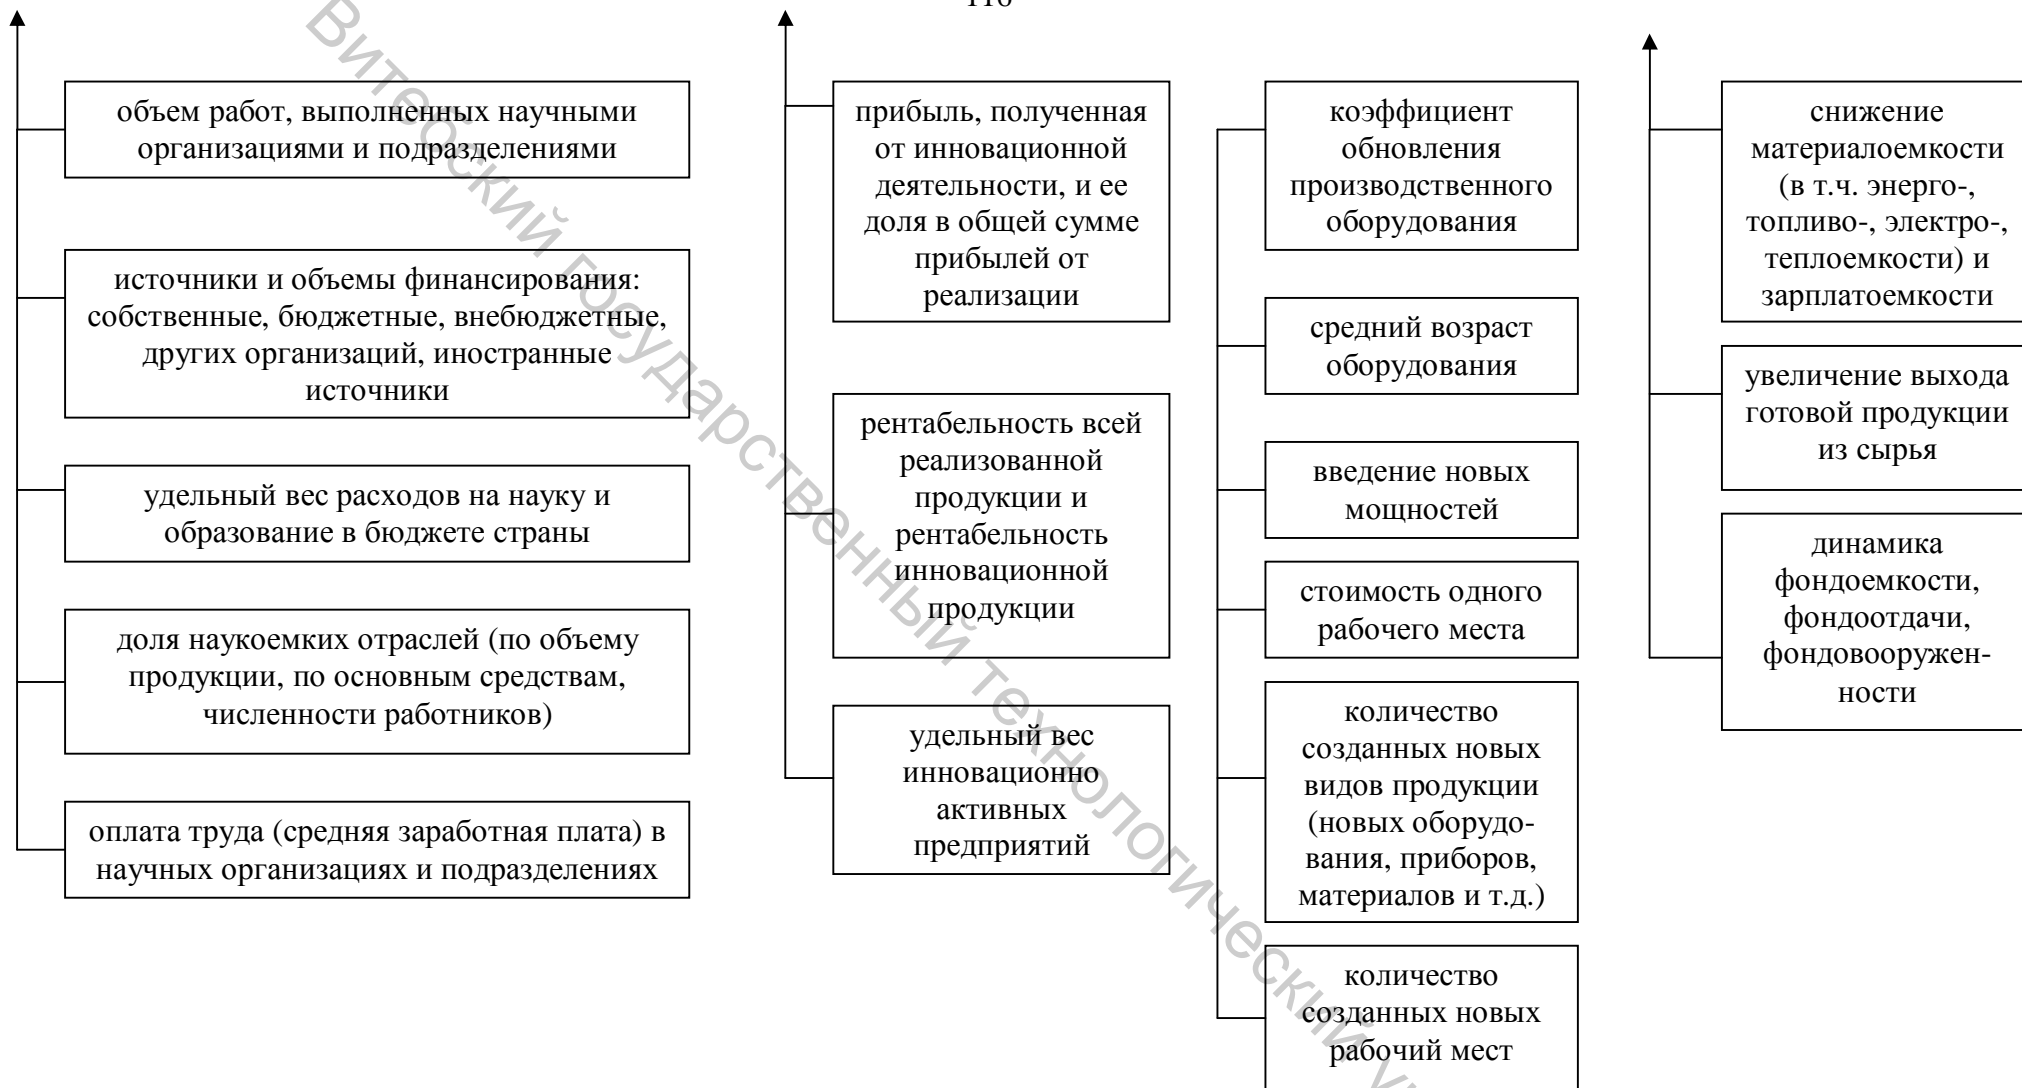 объем работ, выполненных научными
организациями и подразделениями
источники и объемы финансирования:
собственные, бюджетные, внебюджетные,
других организаций, иностранные
источники
удельный вес расходов на науку и
образование в бюджете страны
доля наукоемких отраслей (по объему
продукции, по основным средствам,
численности работников)
оплата труда (средняя заработная плата) в
научных организациях и подразделениях
прибыль, полученная
от инновационной
деятельности, и ее
доля в общей сумме
прибылей от
реализации
рентабельность всей
реализованной
продукции и
рентабельность
инновационной
продукции
удельный вес
инновационно
активных
предприятий
коэффициент
обновления
производственного
оборудования
средний возраст
оборудования
введение новых
мощностей
стоимость одного
рабочего места
количество
созданных новых
видов продукции
(новых оборудо-
вания, приборов,
материалов и т.д.)
количество
созданных новых
рабочий мест
снижение
материалоемкости
(в т.ч. энерго-,
топливо-, электро-,
теплоемкости) и
зарплатоемкости
увеличение выхода
готовой продукции
из сырья
динамика
фондоемкости,
фондоотдачи,
фондовооружен-
ности
Витебский государственный технологический